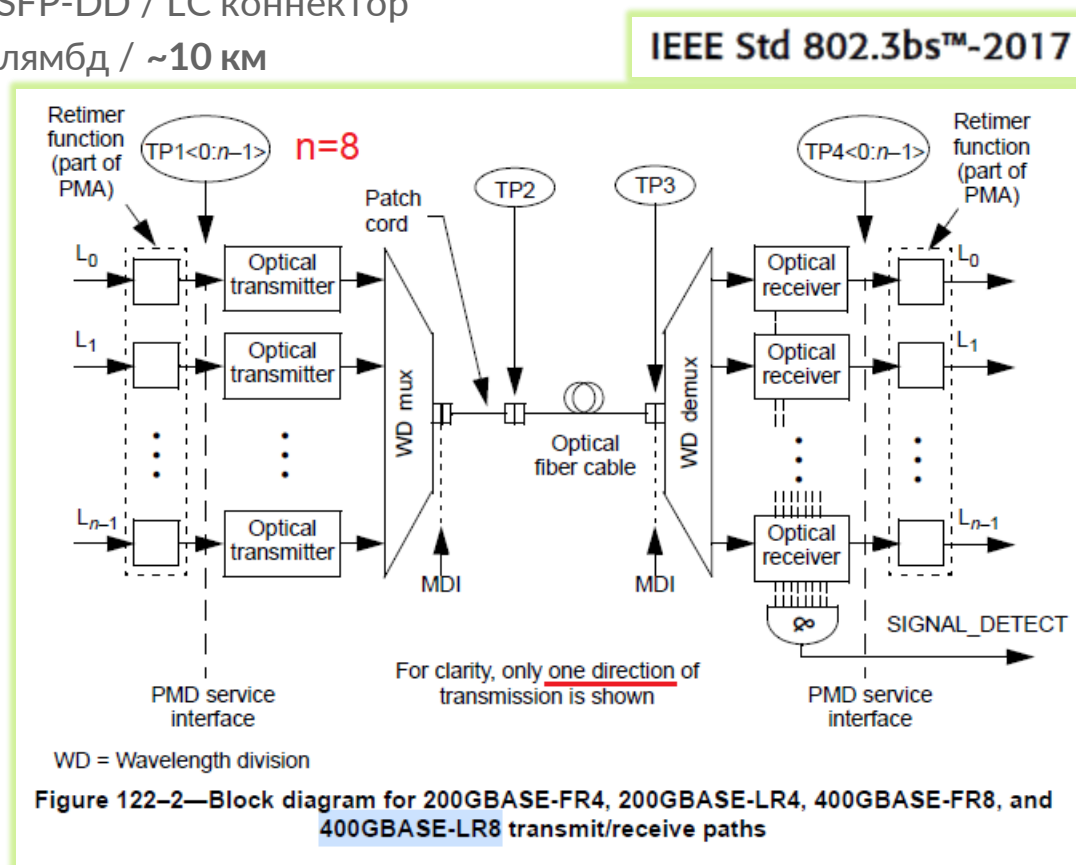 SFP-DD / LC коннектор
лямбд / ~10 км
IEEE Std 802.3bs™-2017
Retimer
function
(part of
PMA)
TP1<0:n–1>
n=8
Patch
cord
TP2
TP3
TP4<0:n–1>
Retimer
function
(part of
PMA)
L0
Optical
transmitter
Optical
receiver
L0
L1
Optical
transmitter
Optical
receiver
L1
WD mux
Optical
fiber cable
WD demux
Ln–1
Optical
transmitter
Optical
receiver
Ln–1
MDI
MDI
&
SIGNAL_DETECT
For clarity, only one direction of
transmission is shown
PMD service
interface
PMD service
interface
WD = Wavelength division
Figure 122–2—Block diagram for 200GBASE-FR4, 200GBASE-LR4, 400GBASE-FR8, and
400GBASE-LR8 transmit/receive paths